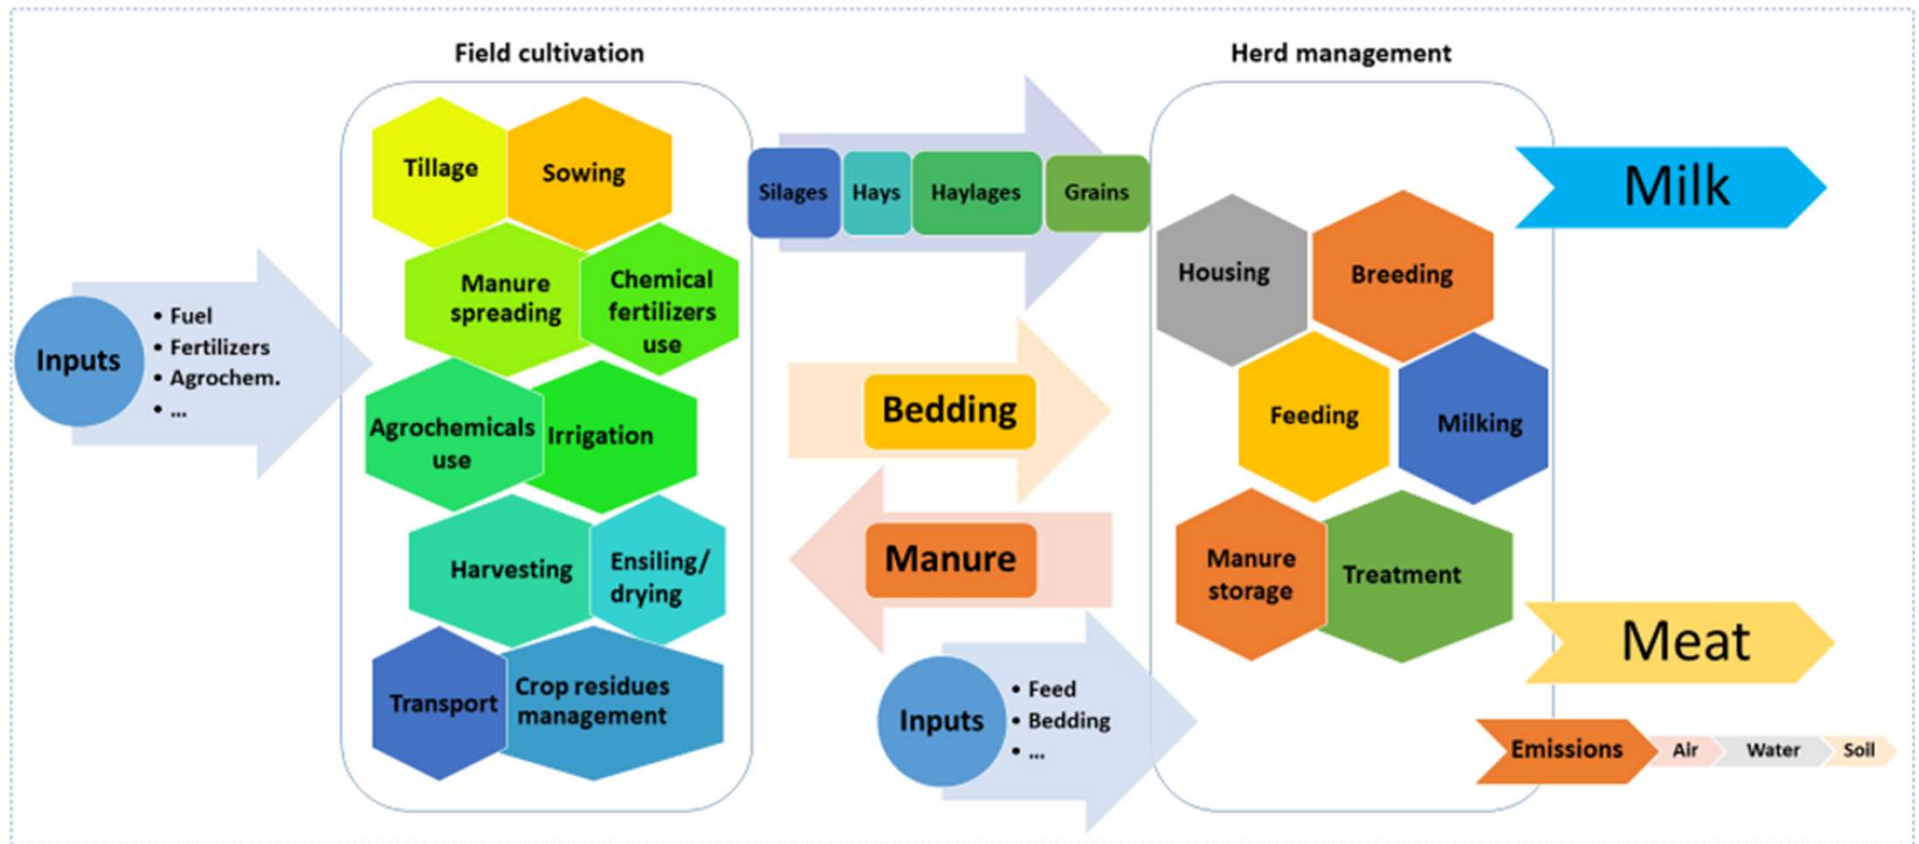 Field cultivation
Herd management
Tillage
Sowing
Manure
spreading
Chemical
fertilizers
use
Agrochemicals
use
Irrigation
Harvesting
Ensiling/
drying
Transport
Crop residues
management
Inputs
• Fuel
• Fertilizers
• Agrochem.
• ...
Silages
Hays
Haylages
Grains
Bedding
Manure
Inputs
• Feed
• Bedding
• ...
Housing
Breeding
Feeding
Milking
Manure
storage
Treatment
Milk
Meat
Emissions
Air
Water
Soil